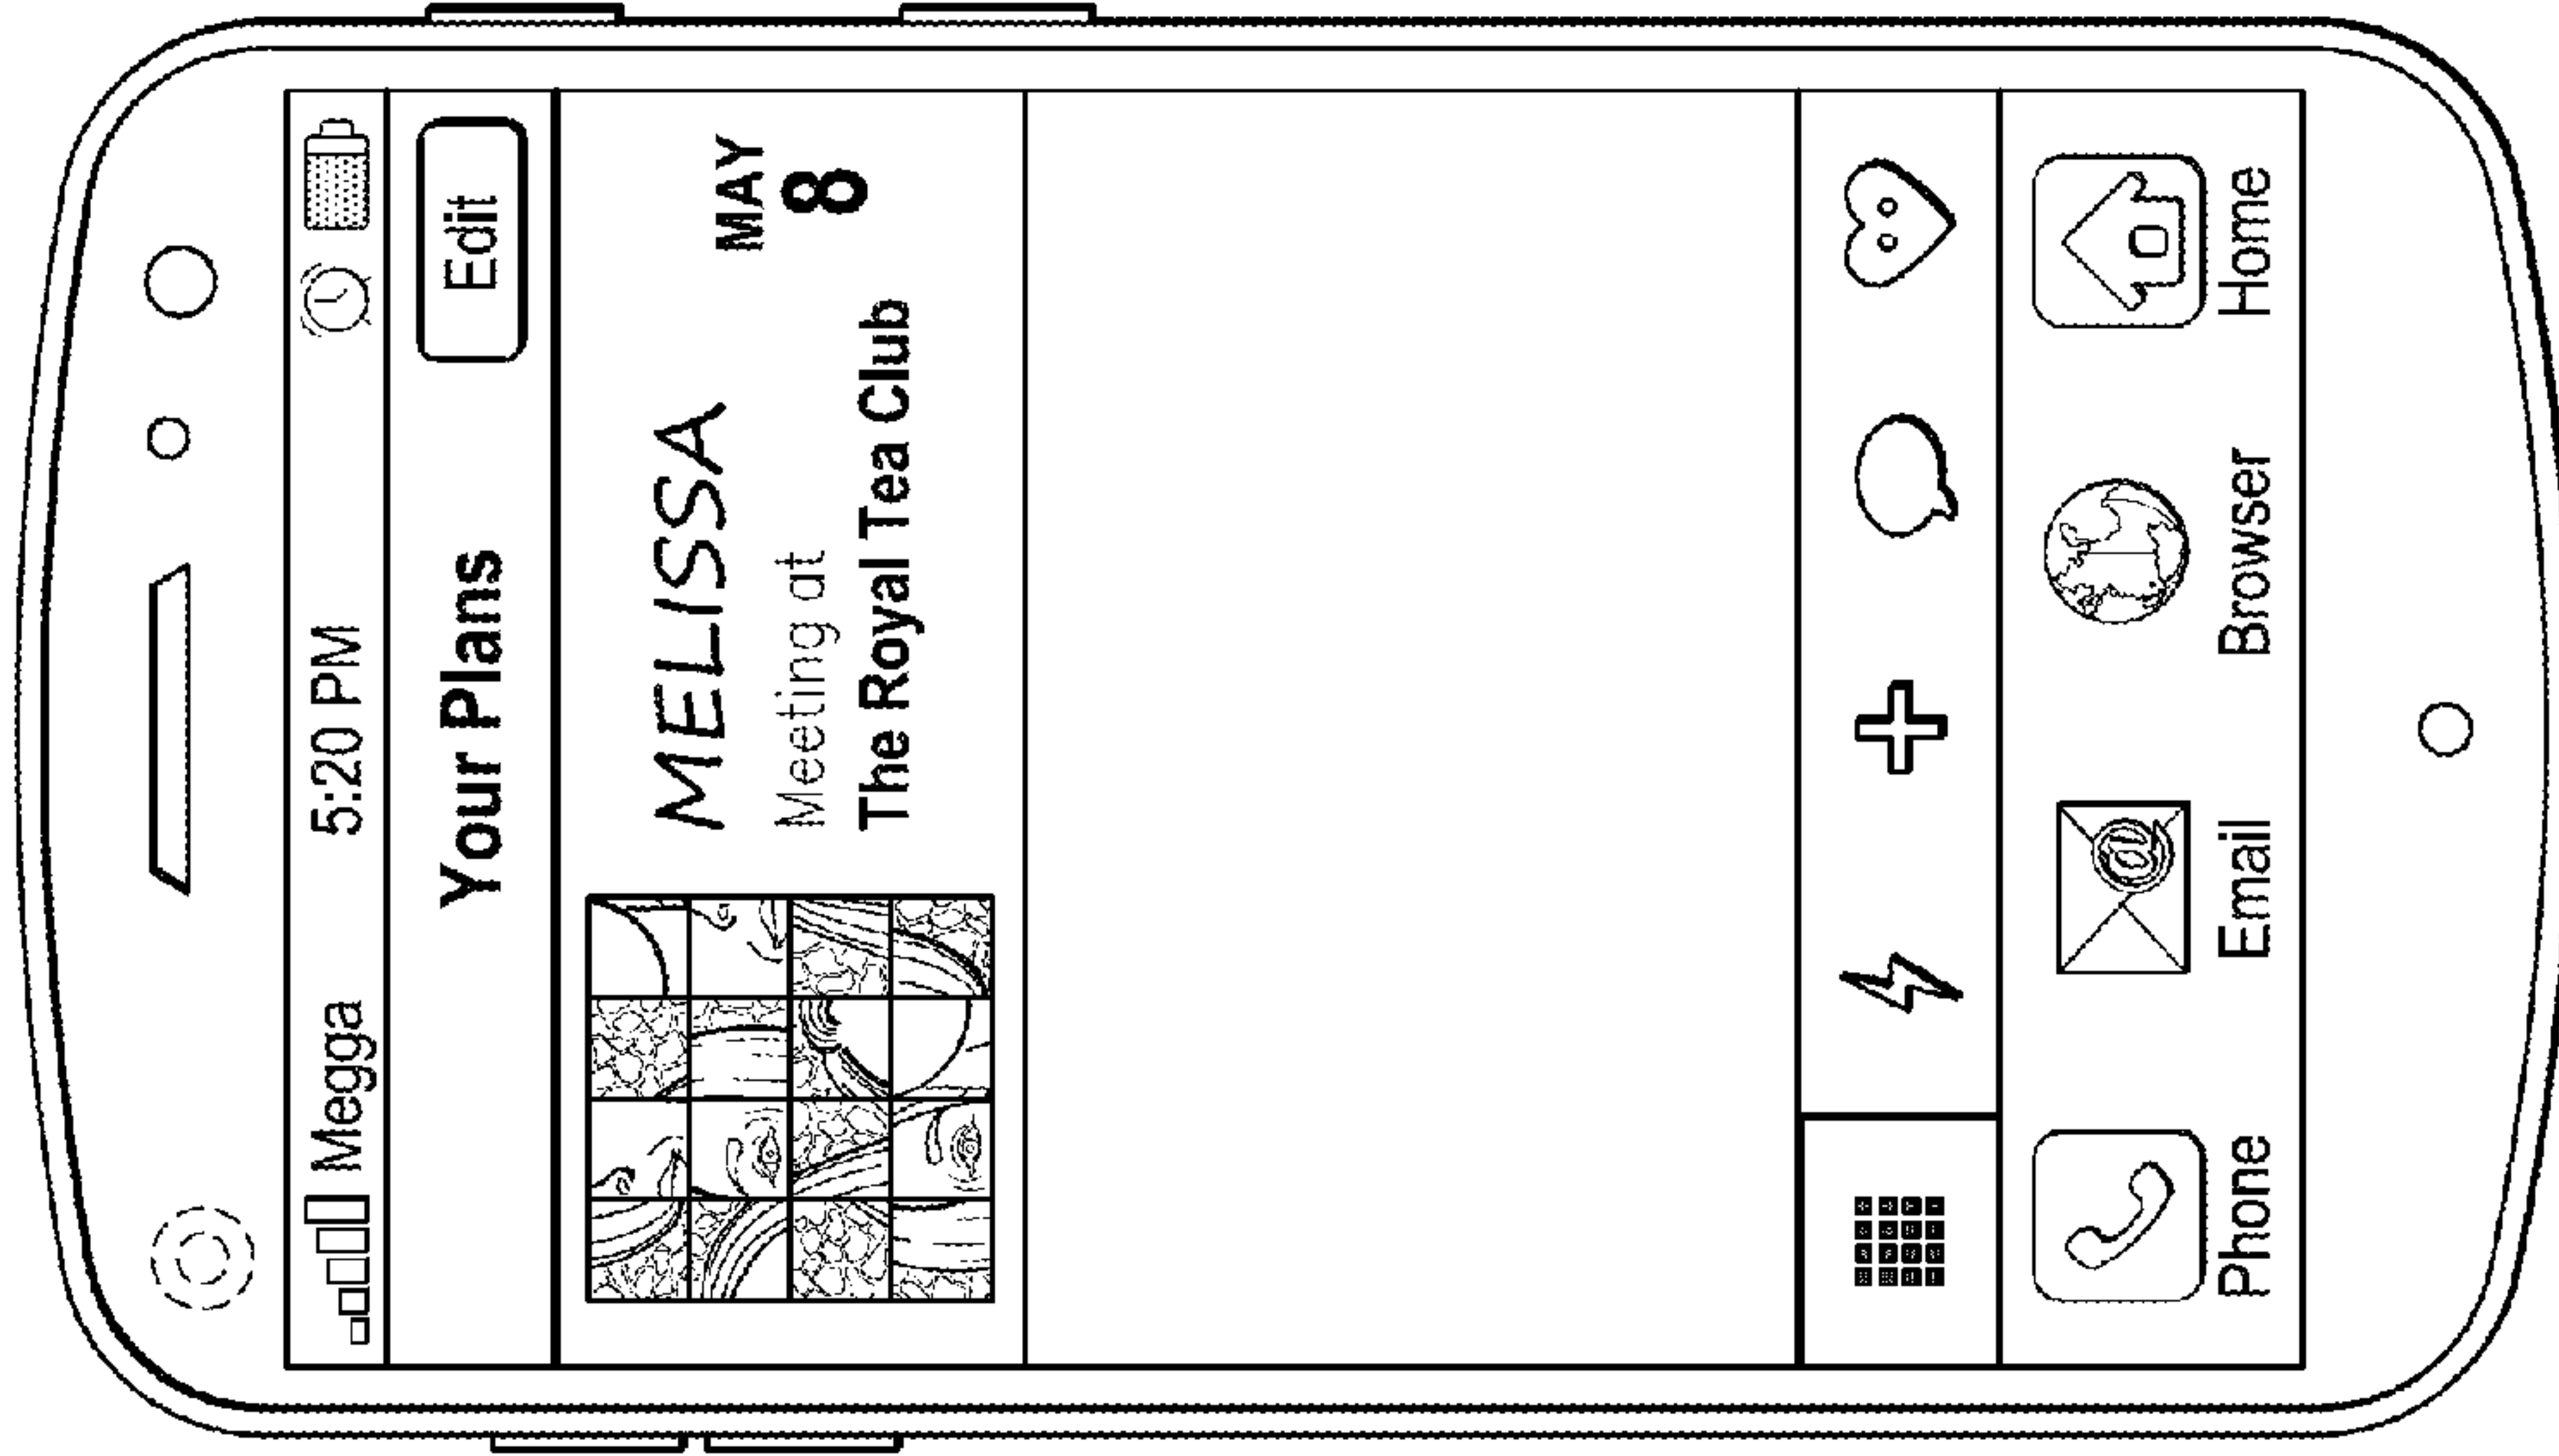 Megga 5:20 PM
Your Plans Edit
MELISSA
MAY
8
Meeting at
The Royal Tea Club
Phone Email Browser Home